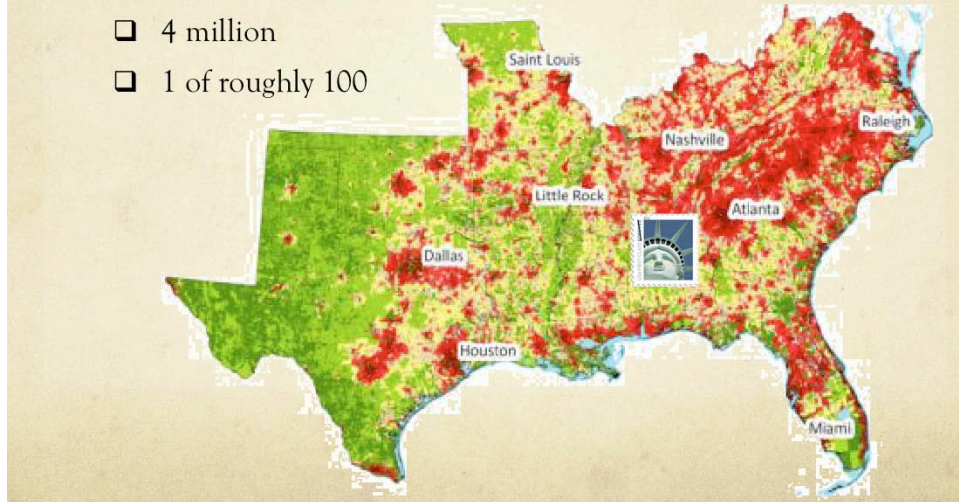 4 million
1 of roughly 100
Saint Louis
Raleigh
Nashville
Little Rock
Atlanta
Dallas
Houston
Miami